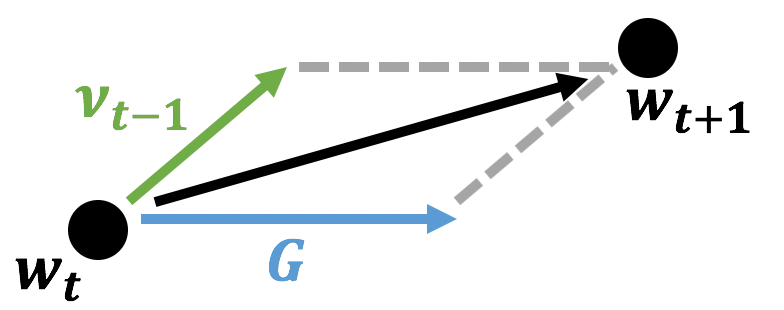 v_{t-1}
w_{t+1}
w_t
G